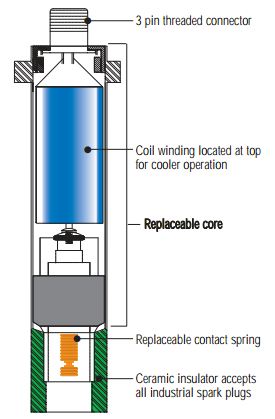 3 pin threaded connector
Coil winding located at top
for cooler operation
Replaceable core
Replaceable contact spring
Ceramic insulator accepts
all industrial spark plugs